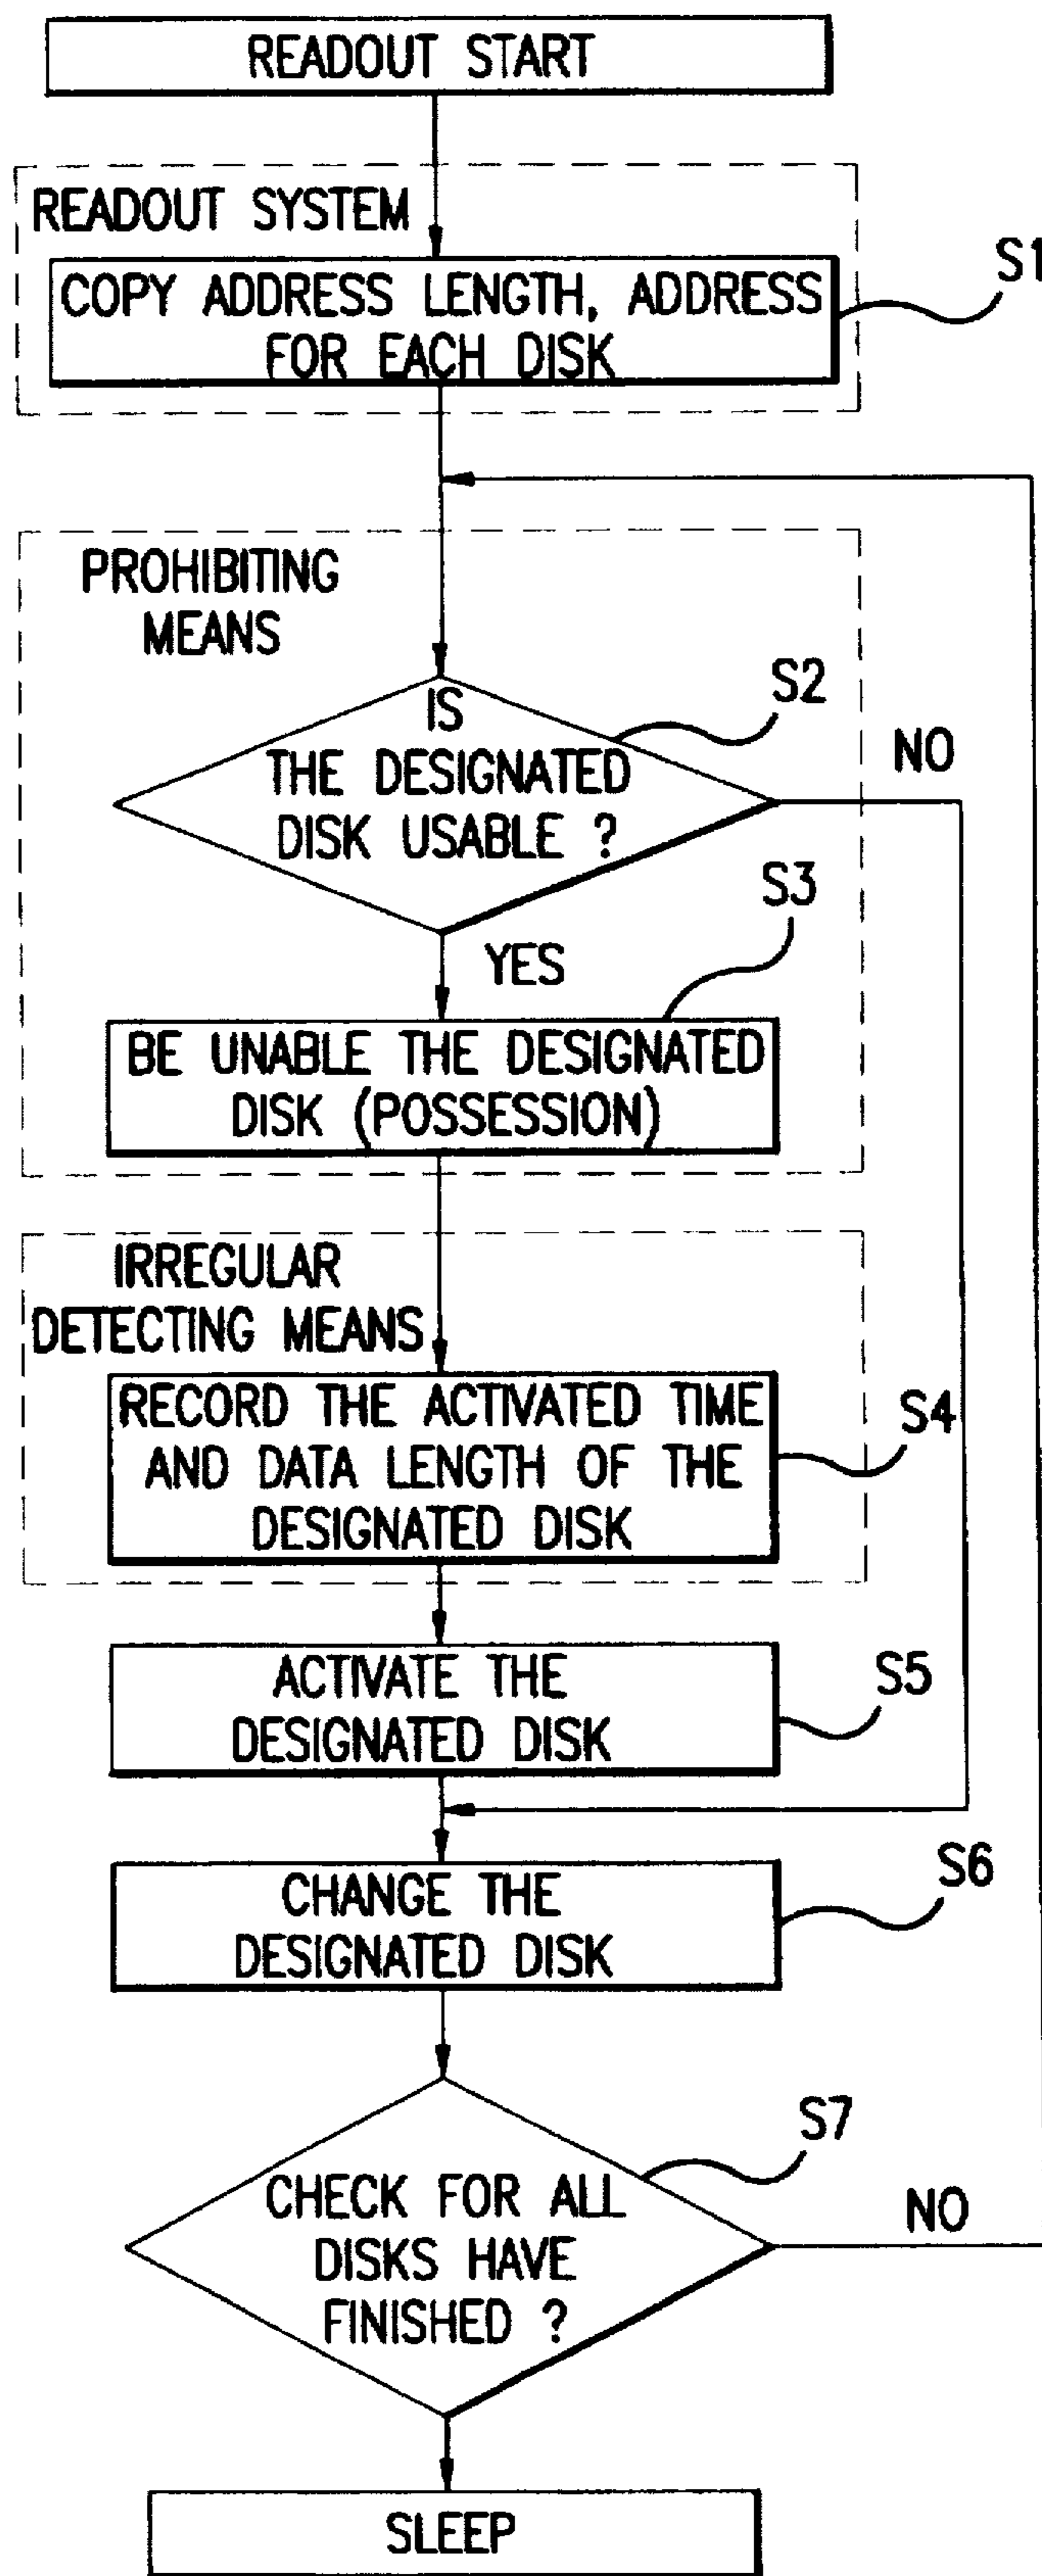 READOUT START
READOUT SYSTEM
COPY ADDRESS LENGTH, ADDRESS
FOR EACH DISK
S1
PROHIBITING
MEANS
IS
THE DESIGNATED
DISK USABLE ?
S2
NO
YES
S3
BE UNABLE THE DESIGNATED
DISK (POSSESSION)
IRREGULAR
DETECTING MEANS
RECORD THE ACTIVATED TIME
AND DATA LENGTH OF THE
DESIGNATED DISK
S4
ACTIVATE THE
DESIGNATED DISK
S5
CHANGE THE
DESIGNATED DISK
S6
CHECK FOR ALL
DISKS HAVE
FINISHED ?
S7
NO
SLEEP